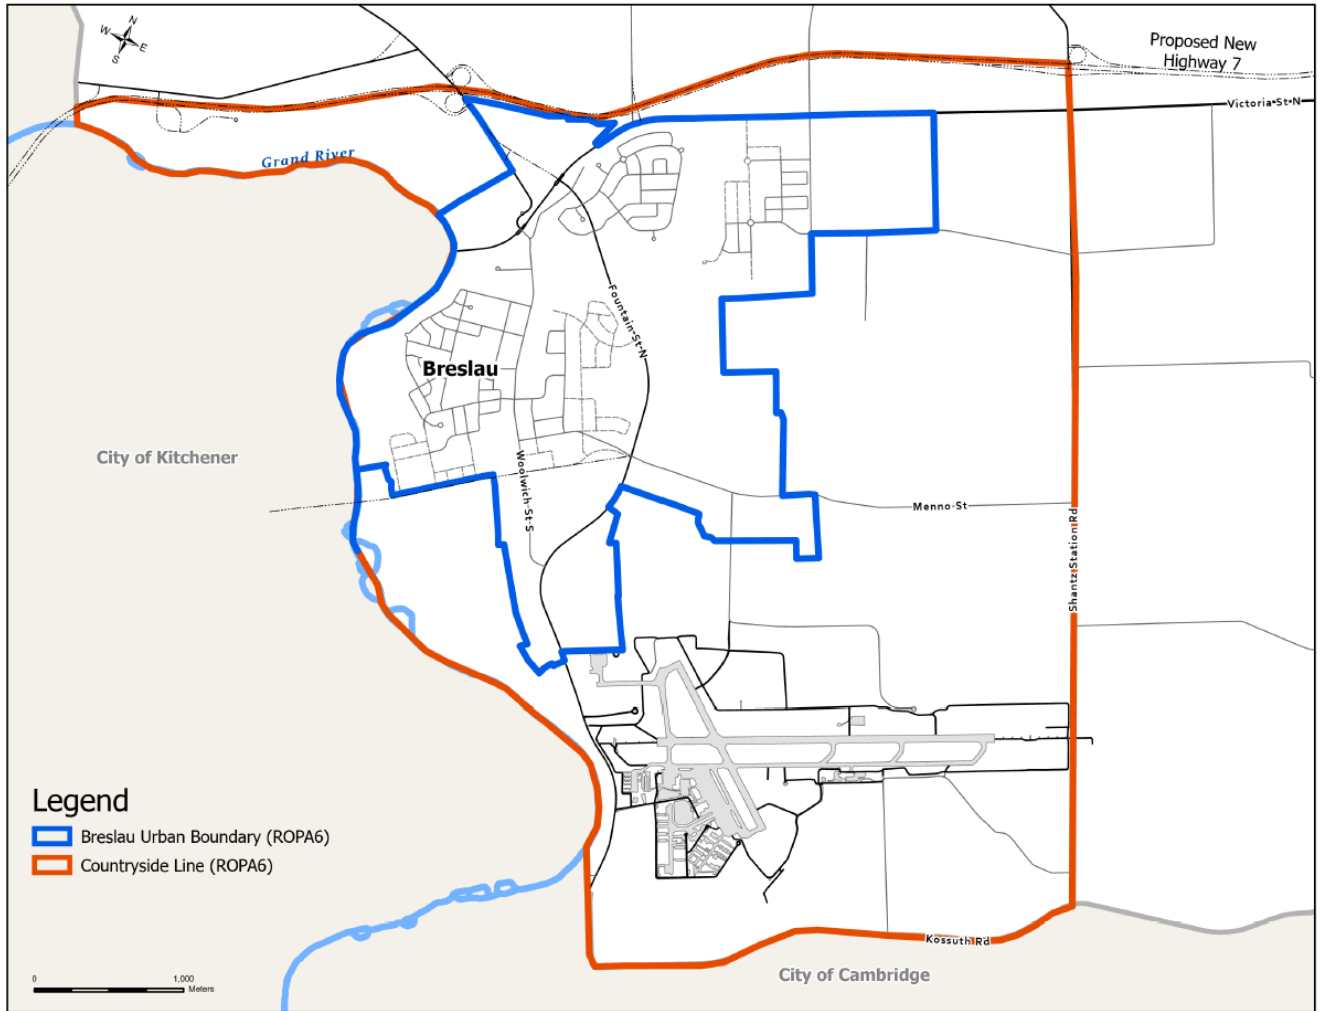 N
W
E
S
Proposed New
Highway 7
Victoria St N
Grand River
Fountain St N
Breslau
City of Kitchener
Woolwich St S
Menno St
Shantz Station Rd
Legend
Breslau Urban Boundary (ROPA6)
Countryside Line (ROPA6)
Kossuth Rd
City of Cambridge
0 1,000
Meters